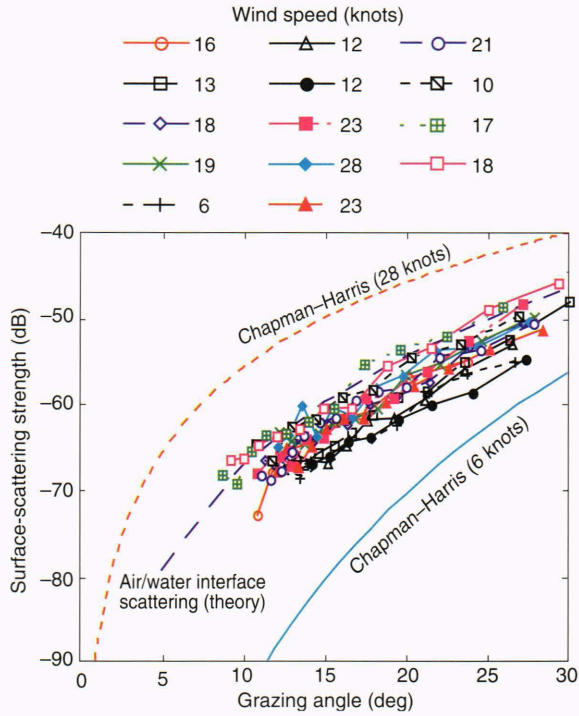 Wind speed (knots)
16 12 21
13 12 10
18 23 17
19 28 18
6 23
−40
−50
−60
−70
−80
−90
Surface-scattering strength (dB)
Chapman–Harris (28 knots)
Chapman–Harris (6 knots)
Air/water interface
scattering (theory)
0 5 10 15 20 25 30
Grazing angle (deg)